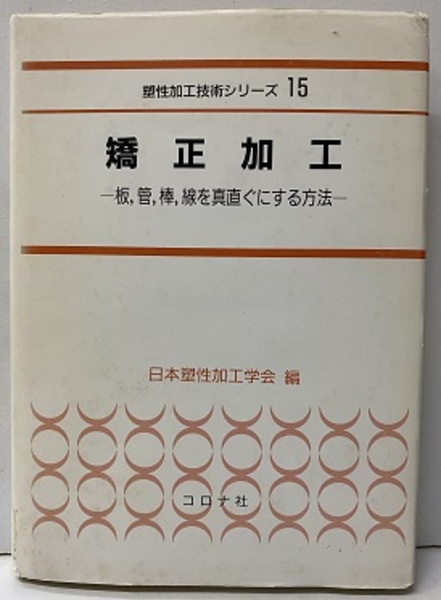 塑性加工技術シリーズ 15
矯正加工
―板,管,棒,線を真直ぐにする方法―
日本塑性加工学会 編
コロナ社